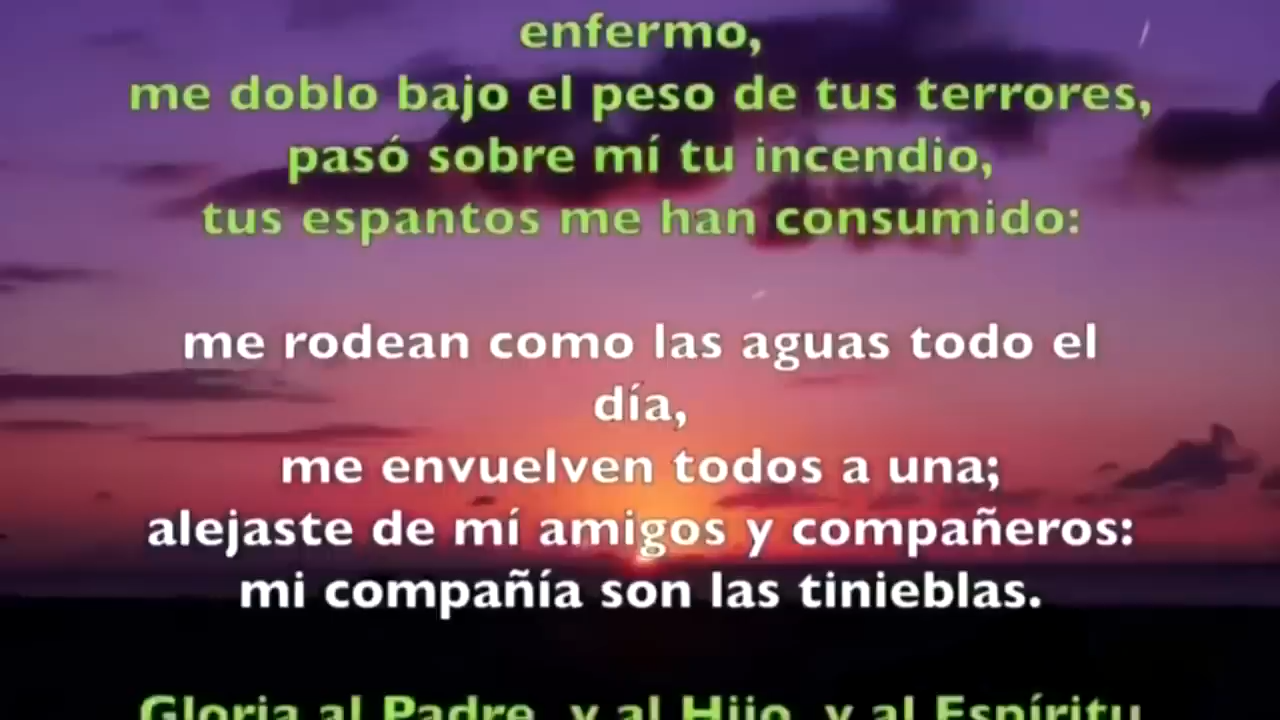 enfermo,
me doblo bajo el peso de tus terrores,
pasó sobre mí tu incendio,
tus espantos me han consumido:
me rodean como las aguas todo el
día,
me envuelven todos a una;
alejaste de mí amigos y compañeros:
mi compañía son las tinieblas.
Gloria al Padre, y al Hijo, y al Espíritu